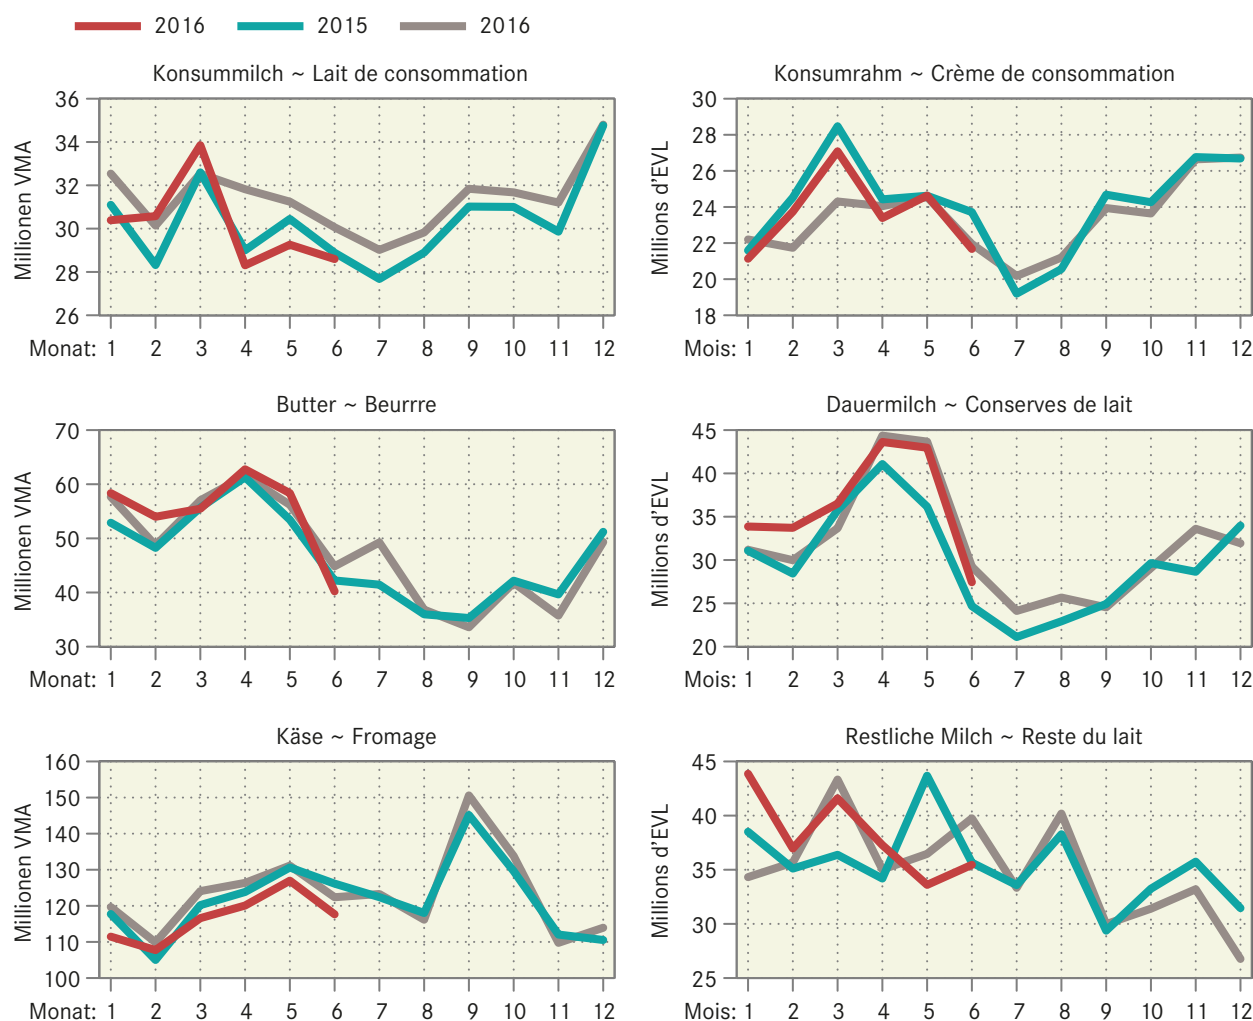 2016 2015 2016
Konsummilch ~ Lait de consommation
Millionen VMA
36
34
32
30
28
26
Monat: 1 2 3 4 5 6 7 8 9 10 11 12
Konsumrahm ~ Crème de consommation
Millions d'EVL
30
28
26
24
22
20
18
Mois: 1 2 3 4 5 6 7 8 9 10 11 12
Butter ~ Beurrre
Millionen VMA
70
60
50
40
30
Monat: 1 2 3 4 5 6 7 8 9 10 11 12
Dauermilch ~ Conserves de lait
Millions d'EVL
45
40
35
30
25
20
Mois: 1 2 3 4 5 6 7 8 9 10 11 12
Käse ~ Fromage
Millionen VMA
160
150
140
130
120
110
100
Monat: 1 2 3 4 5 6 7 8 9 10 11 12
Restliche Milch ~ Reste du lait
Millions d'EVL
45
40
35
30
25
Mois: 1 2 3 4 5 6 7 8 9 10 11 12